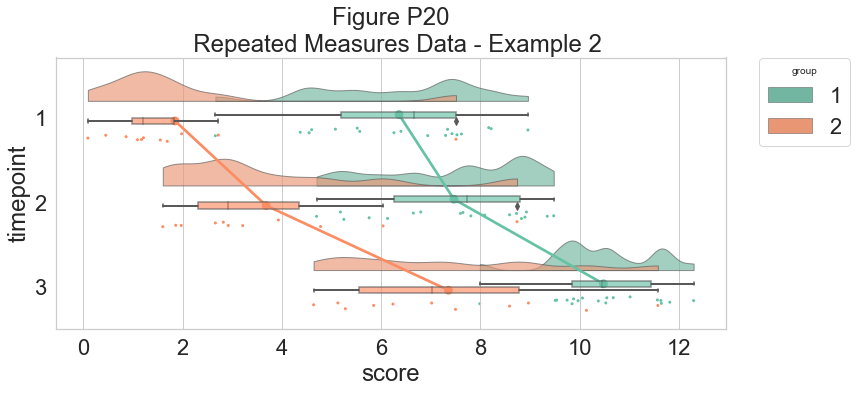 Figure P20
Repeated Measures Data - Example 2
group
1
2
timepoint
1
2
3
0 2 4 6 8 10 12
score